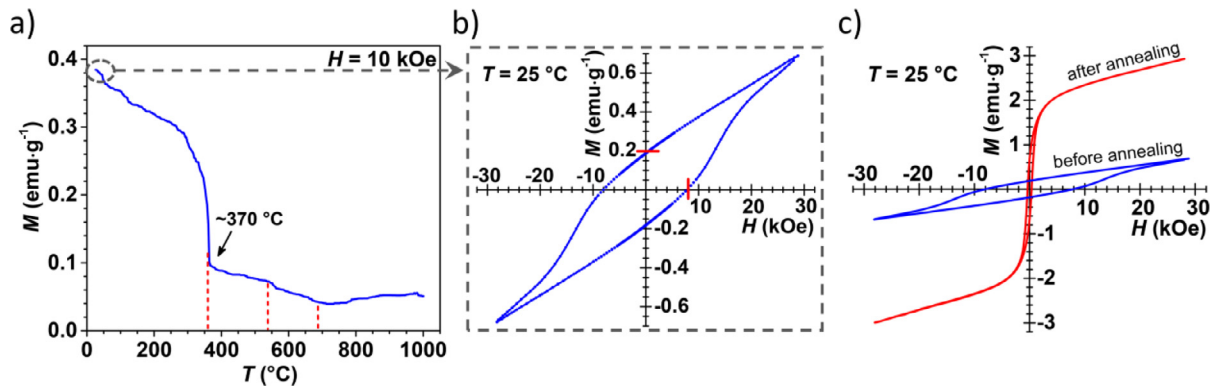 a)
H = 10 kOe
0.4
0.3
0.2
0.1
0.0
M (emu·g-1)
~370 °C
0 200 400 600 800 1000
T (°C)
b)
T = 25 °C
M (emu·g-1)
0.6
0.4
0.2
-0.2
-0.4
-0.6
-30 -20 -10
10 20 30
H (kOe)
c)
T = 25 °C
M (emu·g-1)
3
2
1
-1
-2
-3
after annealing
before annealing
-28 -20 -10
10 20 30
H (kOe)